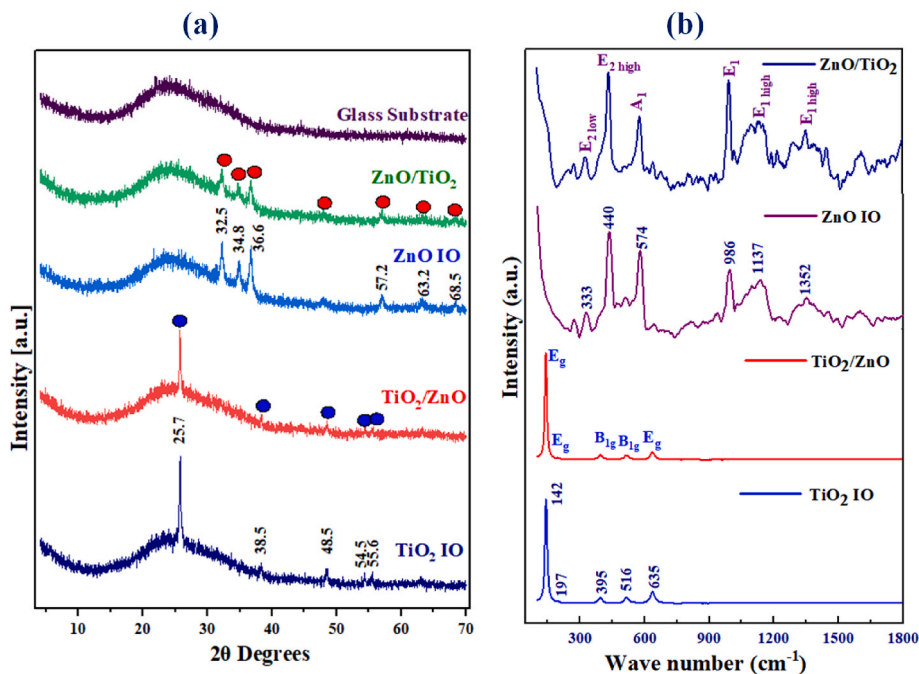 (a)
Glass Substrate
ZnO/TiO₂
32.5
34.8
36.6
ZnO IO
57.2
63.2
68.5
TiO₂/ZnO
25.7
38.5
48.5
54.5
55.6
TiO₂ IO
Intensity [a.u.]
10 20 30 40 50 60 70
2θ Degrees
(b)
ZnO/TiO₂
E₂ low
E₂ high
A₁
E₁
E₁ high
E₁ high
ZnO IO
333
440
574
986
1137
1352
TiO₂/ZnO
Eg
Eg
B1g
B1g
Eg
TiO₂ IO
142
197
395
516
635
Intensity (a.u.)
300 600 900 1200 1500 1800
Wave number (cm⁻¹)